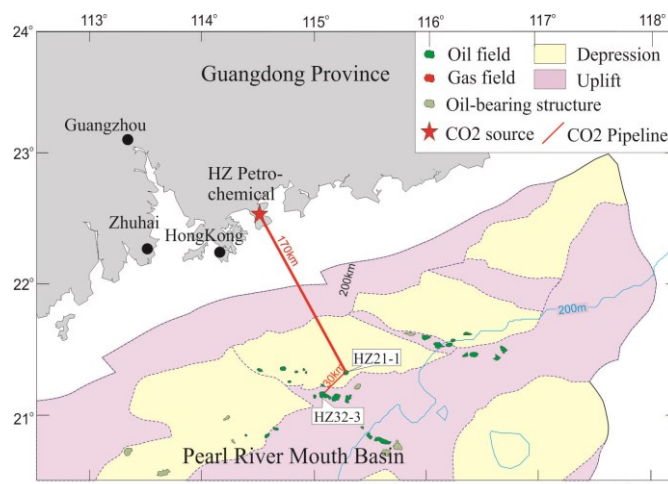 113° 114° 115° 116° 117° 118°
24°
23°
22°
21°
Guangdong Province
Oil field
Gas field
Oil-bearing structure
CO2 source
Depression
Uplift
CO2 Pipeline
Guangzhou
HZ Petro-
chemical
Zhuhai
HongKong
170km
200km
200m
HZ21-1
30km
HZ32-3
Pearl River Mouth Basin